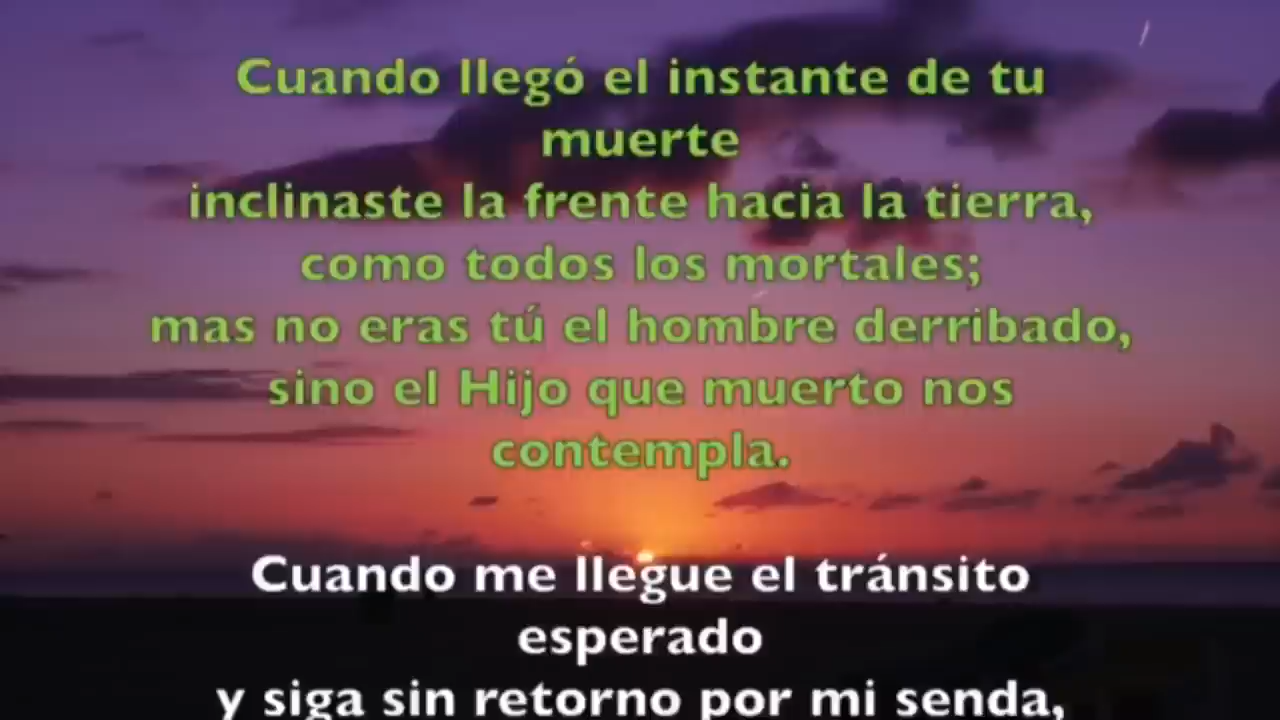 Cuando llegó el instante de tu
muerte
inclinaste la frente hacia la tierra,
como todos los mortales;
mas no eras tú el hombre derribado,
sino el Hijo que muerto nos
contempla.
Cuando me llegue el tránsito
esperado
y siga sin retorno por mi senda,